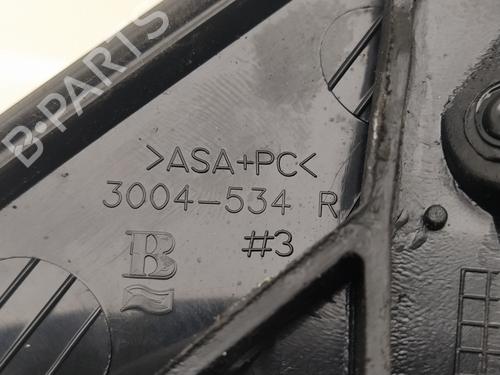 B-PARTS
>ASA+PC<
3004-534 R
#3
B